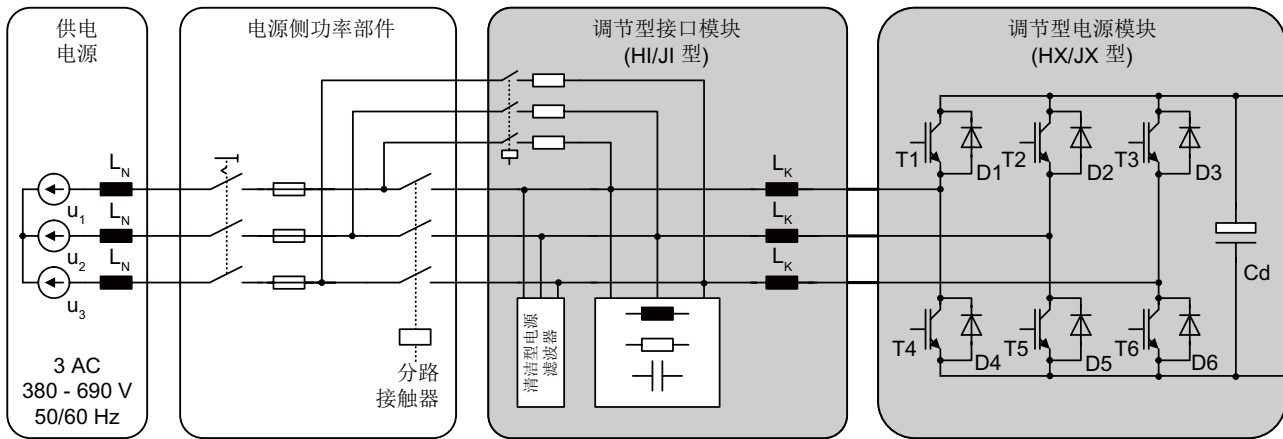 供电
电源
L_N
L_N
L_N
u_1
u_2
u_3
3 AC
380 - 690 V
50/60 Hz
电源侧功率部件
分路
接触器
调节型接口模块
(HI/JI 型)
清洁型电源
滤波器
L_K
L_K
L_K
调节型电源模块
(HX/JX 型)
T1
D1
T2
D2
T3
D3
Cd
T4
D4
T5
D5
T6
D6